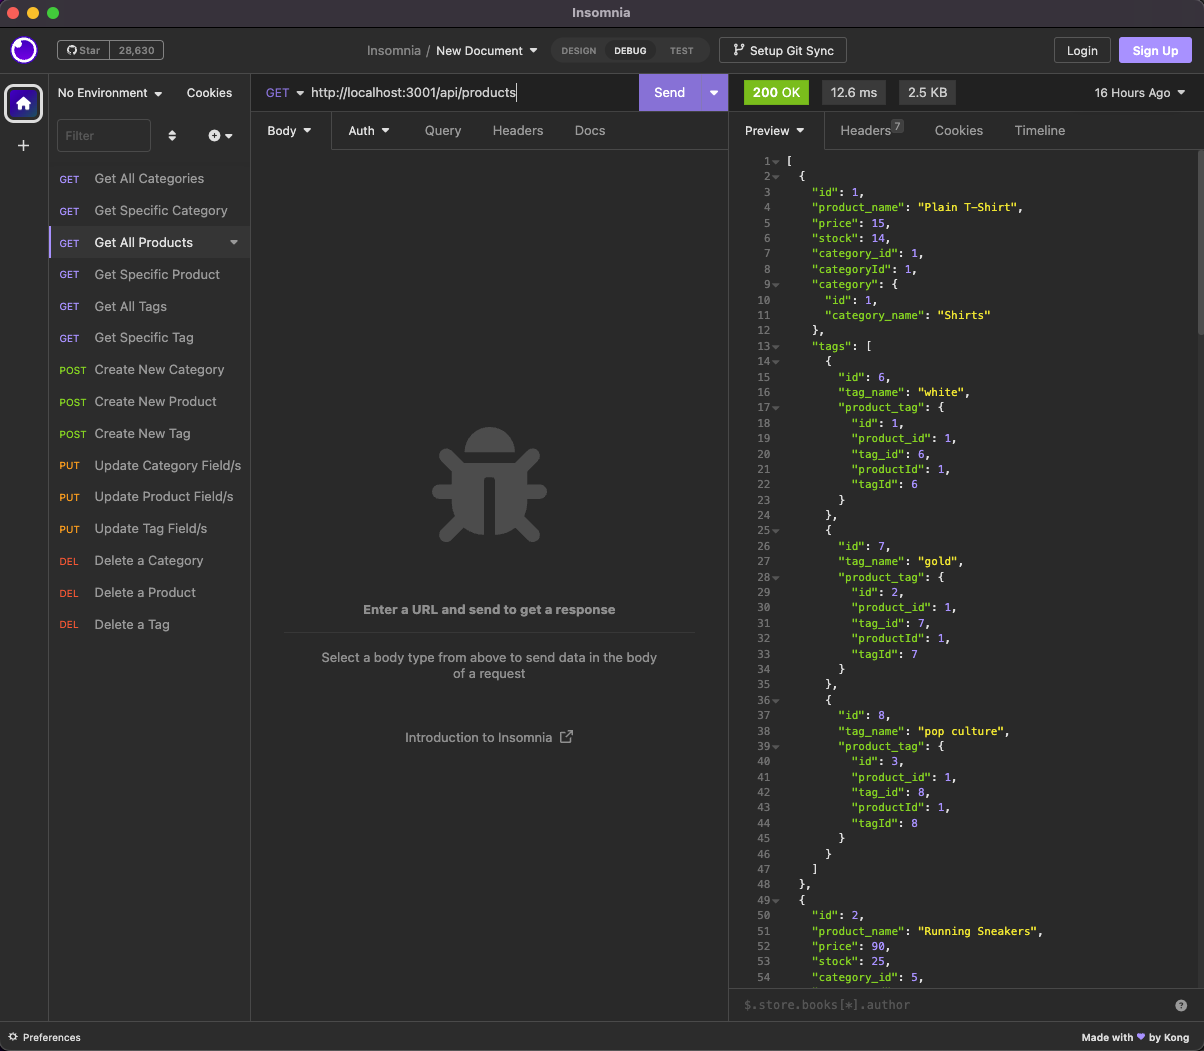 Insomnia
Star 28,630
Insomnia / New Document
DESIGN DEBUG TEST
Setup Git Sync
Login
Sign Up
No Environment
Cookies
Filter
GET Get All Categories
GET Get Specific Category
GET Get All Products
GET Get Specific Product
GET Get All Tags
GET Get Specific Tag
POST Create New Category
POST Create New Product
POST Create New Tag
PUT Update Category Field/s
PUT Update Product Field/s
PUT Update Tag Field/s
DEL Delete a Category
DEL Delete a Product
DEL Delete a Tag
GET http://localhost:3001/api/products
Send
Body Auth Query Headers Docs
Enter a URL and send to get a response
Select a body type from above to send data in the body
of a request
Introduction to Insomnia
200 OK 12.6 ms 2.5 KB 16 Hours Ago
Preview Headers 7 Cookies Timeline
1 [
2 {
3 "id": 1,
4 "product_name": "Plain T-Shirt",
5 "price": 15,
6 "stock": 14,
7 "category_id": 1,
8 "categoryId": 1,
9 "category": {
10 "id": 1,
11 "category_name": "Shirts"
12 },
13 "tags": [
14 {
15 "id": 6,
16 "tag_name": "white",
17 "product_tag": {
18 "id": 1,
19 "product_id": 1,
20 "tag_id": 6,
21 "productId": 1,
22 "tagId": 6
23 }
24 },
25 {
26 "id": 7,
27 "tag_name": "gold",
28 "product_tag": {
29 "id": 2,
30 "product_id": 1,
31 "tag_id": 7,
32 "productId": 1,
33 "tagId": 7
34 }
35 },
36 {
37 "id": 8,
38 "tag_name": "pop culture",
39 "product_tag": {
40 "id": 3,
41 "product_id": 1,
42 "tag_id": 8,
43 "productId": 1,
44 "tagId": 8
45 }
46 }
47 ]
48 },
49 {
50 "id": 2,
51 "product_name": "Running Sneakers",
52 "price": 90,
53 "stock": 25,
54 "category_id": 5,
$.store.books[*].author
Preferences
Made with ♥ by Kong